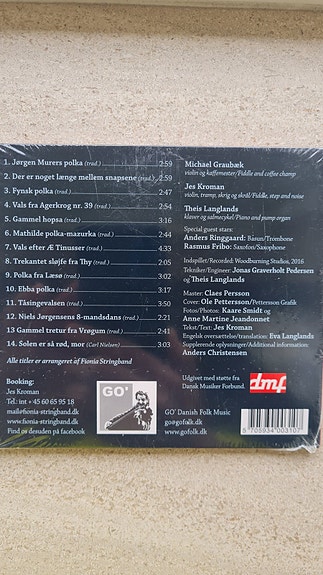 1. Jørgen Murers polka (trad.) 2:59
2. Der er noget længe mellem snapsene (trad.) 2:59
3. Fynsk polka (trad.) 2:47
4. Vals fra Agerkrog nr. 39 (trad.) 2:54
5. Gammel hopsa (trad.) 3:16
6. Mathilde polka-mazurka (trad.) 3:16
7. Vals efter Æ Tinusser (trad.) 4:33
8. Trekantet sløjfe fra Thy (trad.) 2:05
9. Polka fra Læsø (trad.) 3:12
10. Ebba polka (trad.) 3:17
11. Tåsingevalsen (trad.) 3:58
12. Niels Jørgensens 8-mandsdans (trad.) 2:11
13 Gammel tretur fra Vrøgum (trad.) 2:41
14. Solen er så rød, mor (Carl Nielsen) 3:03
Alle titler er arrangeret af Fionia Stringband
Booking:
Jes Kroman
Tel: int + 45 60 65 95 18
mail@fionia-stringband.dk
www.fionia-stringband.dk
Find os desuden på facebook
GO'
Michael Graubæk
violin og kaffemester/Fiddle and coffee champ
Jes Kroman
violin, tramp, skrig og skrål/Fiddle, step and noise
Theis Langlands
klaver og salmecykel/Piano and pump organ
Special guest stars:
Anders Ringgaard: Basun/Trombone
Rasmus Fribo: Saxofon/Saxophone
Indspillet/Recorded: Woodburning Studios, 2016
Tekniker/Engineer: Jonas Graverholt Pedersen
og Theis Langlands
Master: Claes Persson
Cover: Ole Pettersson/Pettersson Grafik
Fotos/Photos: Kaare Smidt og
Anne Martine Jeandonnet
Tekst/Text: Jes Kroman
Engelsk oversættelse/translation: Eva Langlands
Supplerende oplysninger/Additional information:
Anders Christensen
Udgivet med støtte fra
Dansk Musiker Forbund.
dmf
GO' Danish Folk Music
go@gofolk.dk
www.gofolk.dk
5 705934 003107